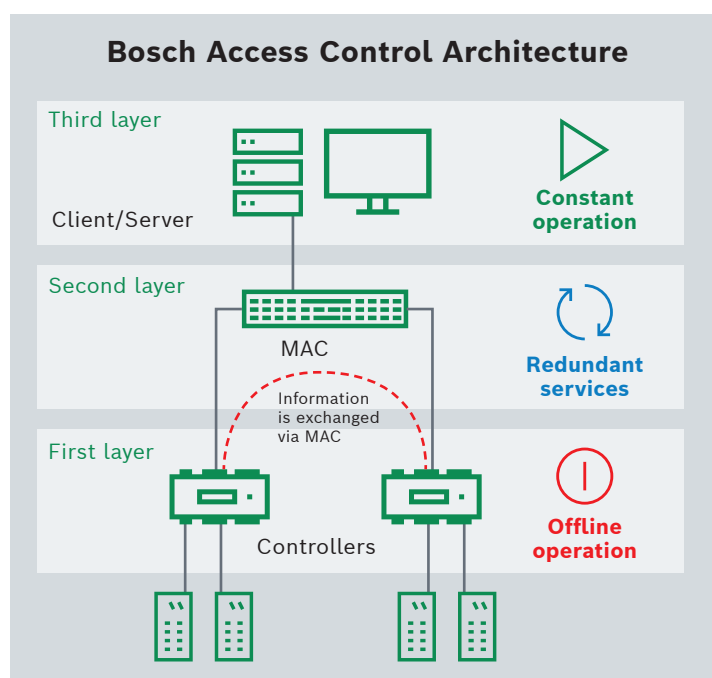 Bosch Access Control Architecture
Third layer
Client/Server
Constant
operation
Second layer
MAC
Redundant
services
Information
is exchanged
via MAC
First layer
Controllers
Offline
operation